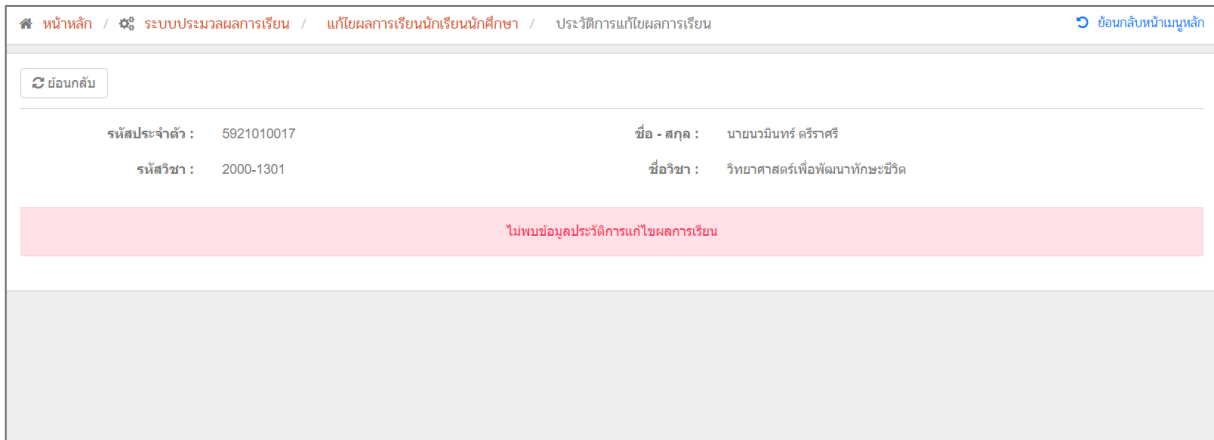 หน้าหลัก / ระบบประมวลผลการเรียน / แก้ไขผลการเรียนนักเรียนนักศึกษา / ประวัติการแก้ไขผลการเรียน ย้อนกลับหน้าเมนูหลัก
ย้อนกลับ
รหัสประจำตัว : 5921010017 ชื่อ - สกุล : นายนวมินทร์ ตรีราศรี
รหัสวิชา : 2000-1301 ชื่อวิชา : วิทยาศาสตร์เพื่อพัฒนาทักษะชีวิต
ไม่พบข้อมูลประวัติการแก้ไขผลการเรียน